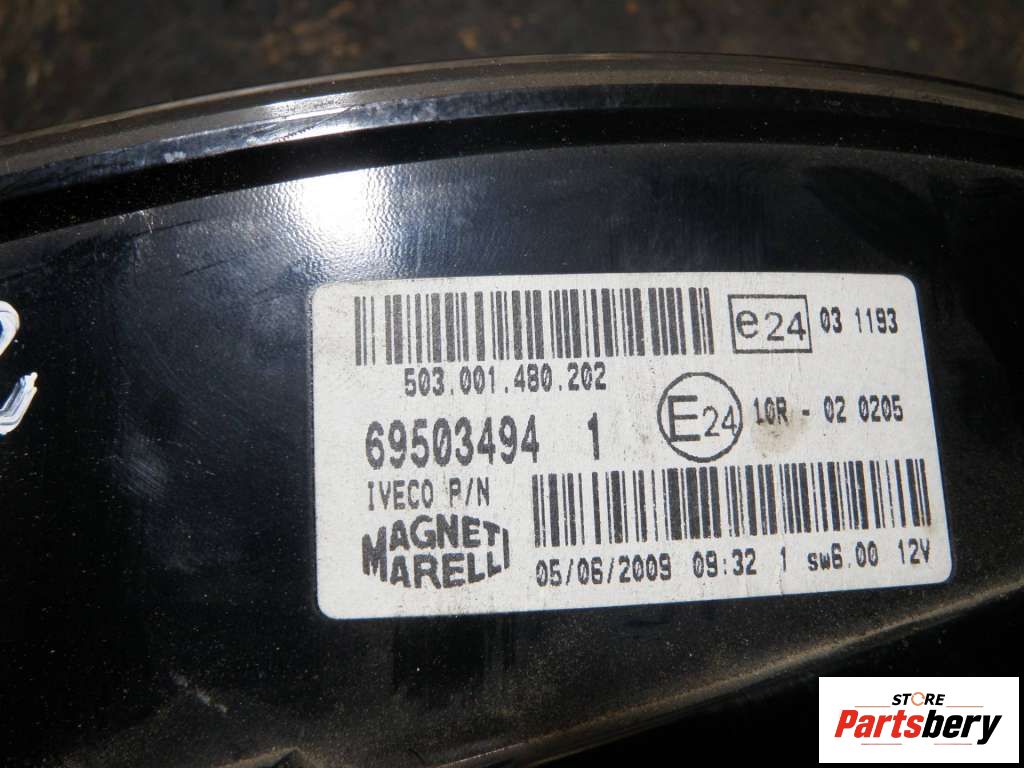 e24 03 1193
503.001.480.202
E24 10R - 02 0205
69503494 1
IVECO P/N
MAGNETI
MARELLI
05/06/2009 09:32 1 sw6.00 12V
STORE
Partsbery